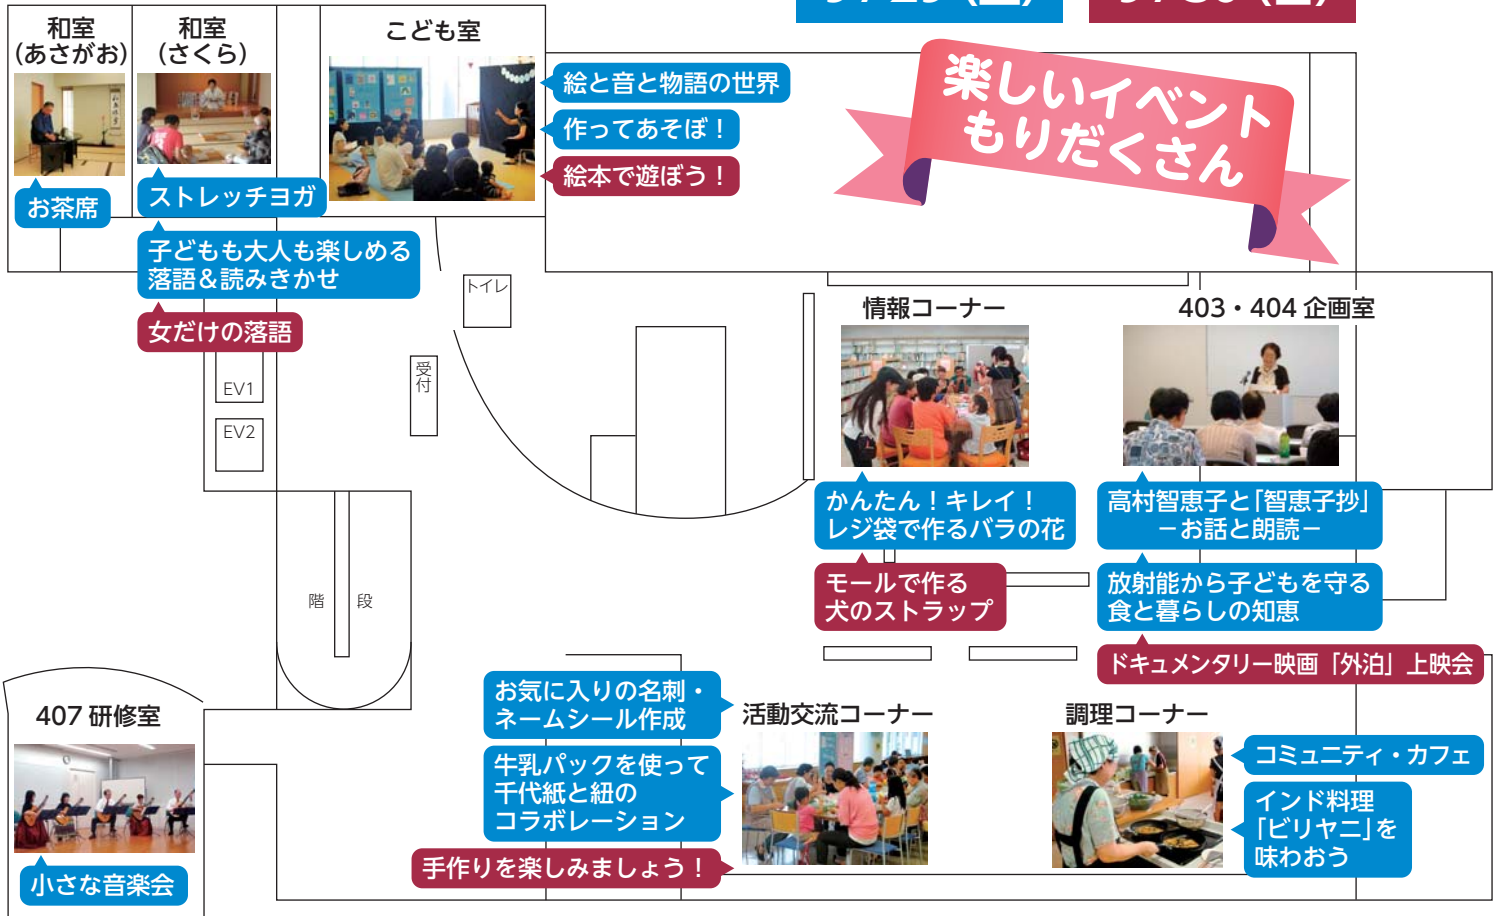 和室
(あさがお)
お茶席
和室
(さくら)
ストレッチヨガ
子どもも大人も楽しめる
落語＆読みきかせ
女だけの落語
こども室
絵と音と物語の世界
作ってあそぼ！
絵本で遊ぼう！
楽しいイベント
もりだくさん
トイレ
受付
EV1
EV2
階段
情報コーナー
かんたん！キレイ！
レジ袋で作るバラの花
モールで作る
犬のストラップ
403・404 企画室
高村智恵子と「智恵子抄」
－お話と朗読－
放射能から子どもを守る
食と暮らしの知恵
ドキュメンタリー映画「外泊」上映会
407 研修室
小さな音楽会
お気に入りの名刺・
ネームシール作成
牛乳パックを使って
千代紙と紐の
コラボレーション
手作りを楽しみましょう！
活動交流コーナー
調理コーナー
コミュニティ・カフェ
インド料理
「ビリヤニ」を
味わおう